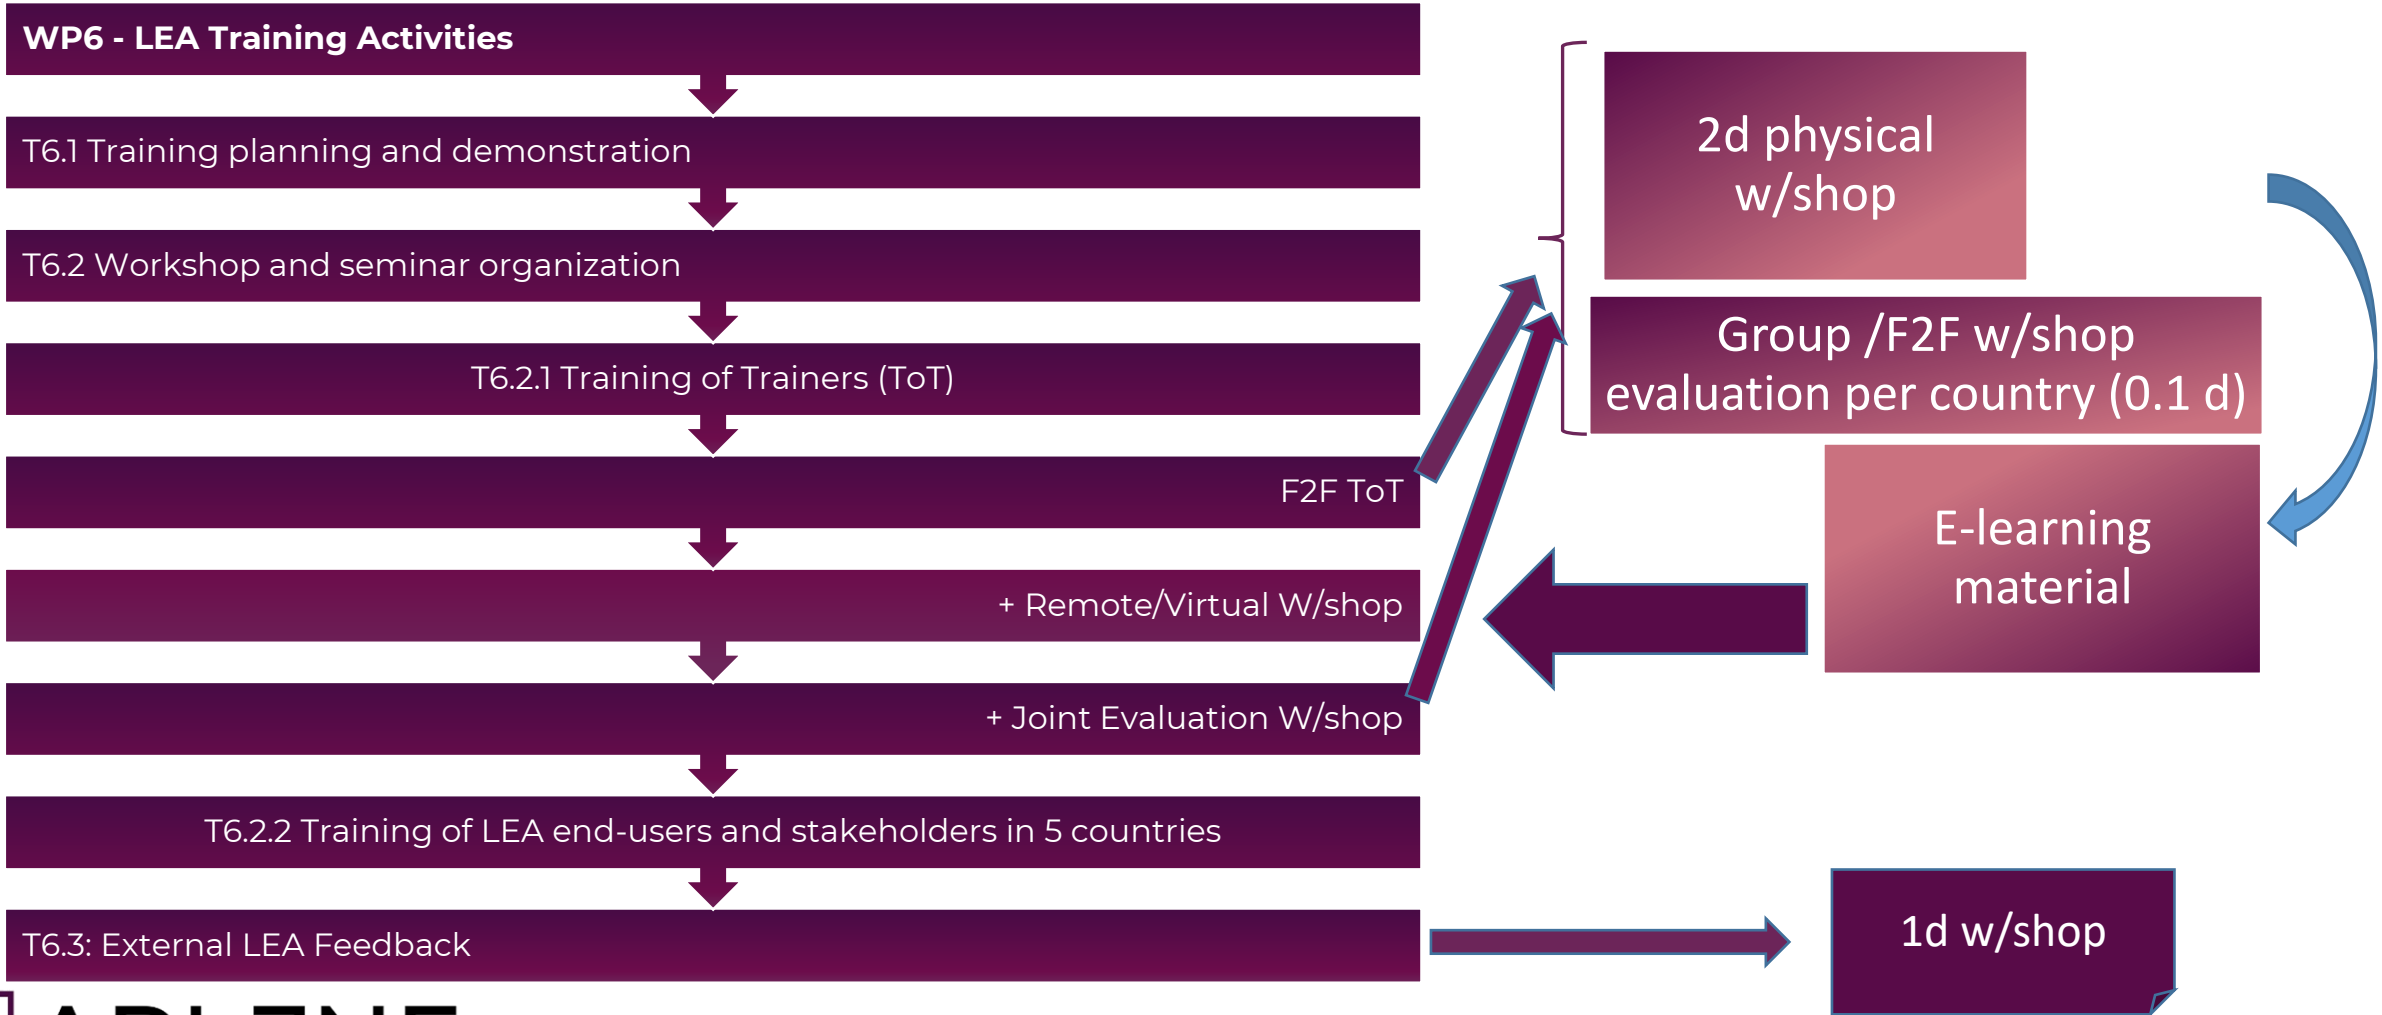 WP6 - LEA Training Activities
T6.1 Training planning and demonstration
T6.2 Workshop and seminar organization
T6.2.1 Training of Trainers (ToT)
F2F ToT
+ Remote/Virtual W/shop
+ Joint Evaluation W/shop
T6.2.2 Training of LEA end-users and stakeholders in 5 countries
T6.3: External LEA Feedback
2d physical
w/shop
Group /F2F w/shop
evaluation per country (0.1 d)
E-learning
material
1d w/shop